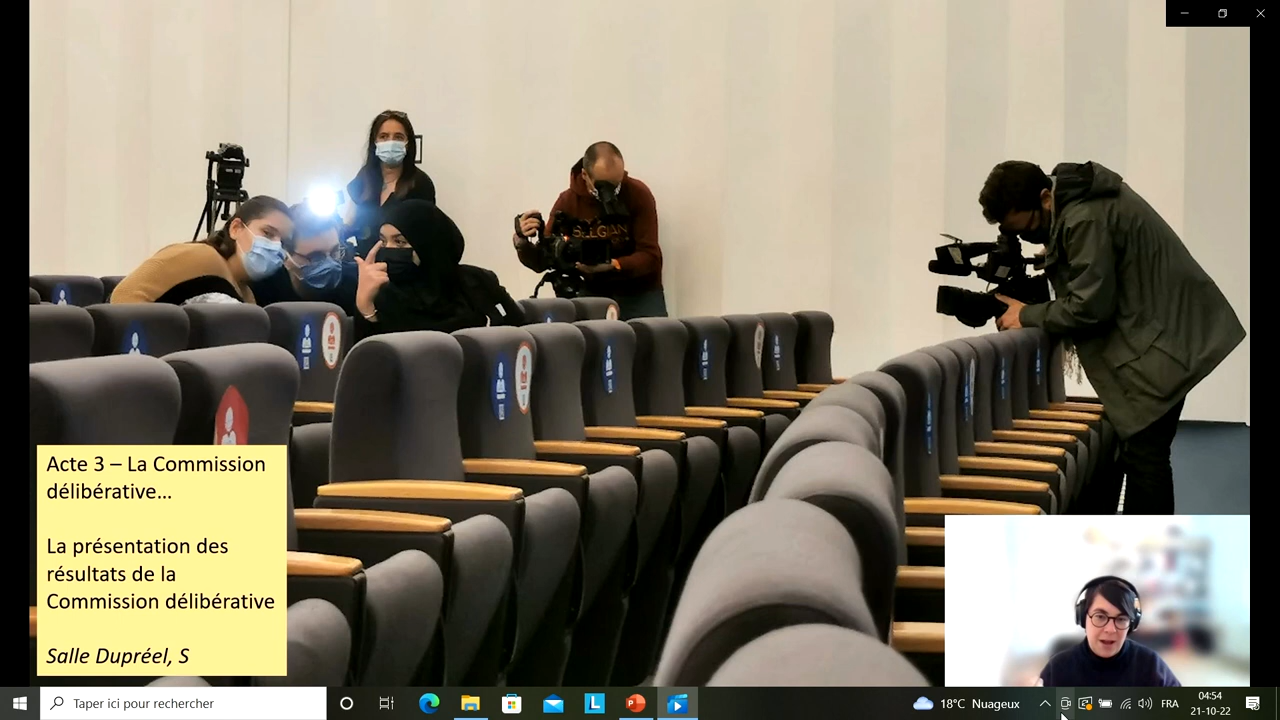 BELGIAN
Acte 3 – La Commission
délibérative...
La présentation des
résultats de la
Commission délibérative
Salle Dupréel, S
Taper ici pour rechercher
18°C Nuageux
FRA
04:54
21-10-22